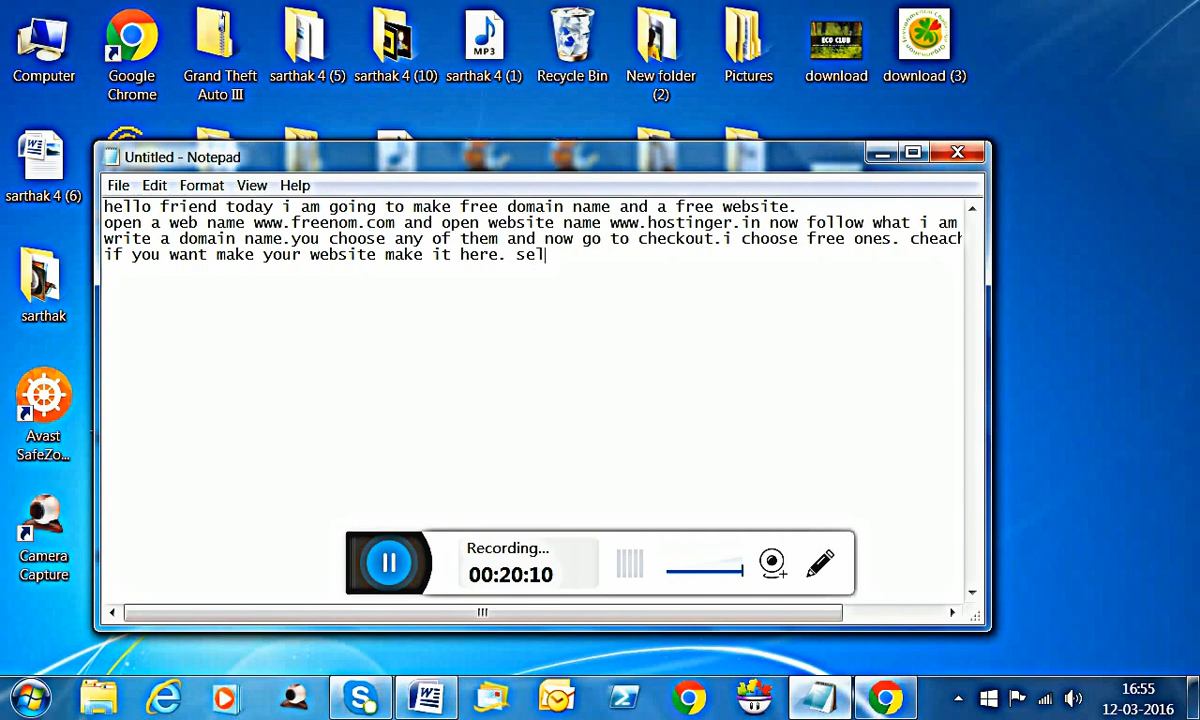 Computer
Google Chrome
Grand Theft Auto III
sarthak 4 (5)
sarthak 4 (10)
MP3
sarthak 4 (1)
Recycle Bin
New folder (2)
Pictures
ECO CLUB
download
download (3)
sarthak 4 (6)
sarthak
Avast SafeZo...
Camera Capture
Untitled - Notepad
File Edit Format View Help
hello friend today i am going to make free domain name and a free website.
open a web name www.freenom.com and open website name www.hostinger.in now follow what i am
write a domain name.you choose any of them and now go to checkout.i choose free ones. cheach
if you want make your website make it here. sel
Recording...
00:20:10
16:55
12-03-2016